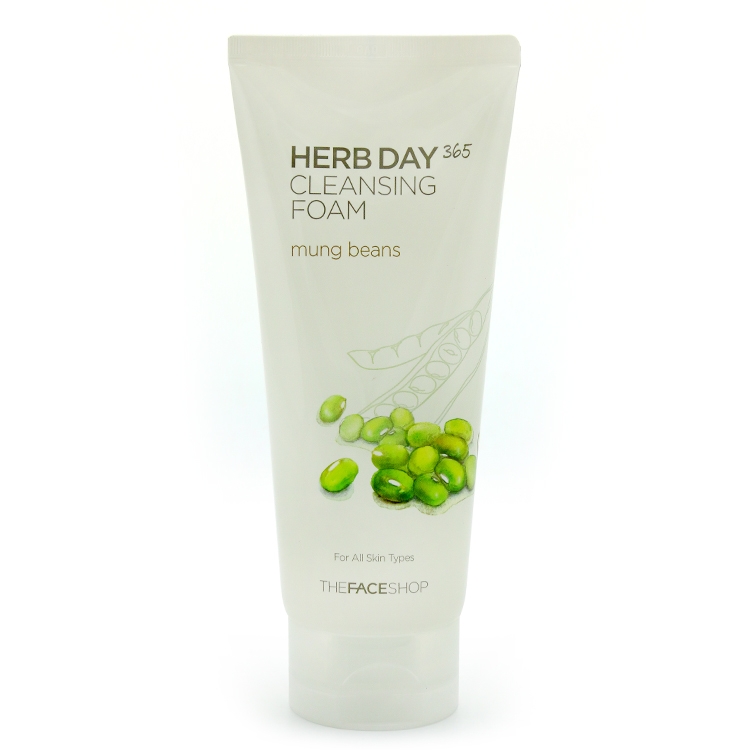 HERB DAY 365
CLEANSING
FOAM
mung beans
For All Skin Types
THEFACESHOP